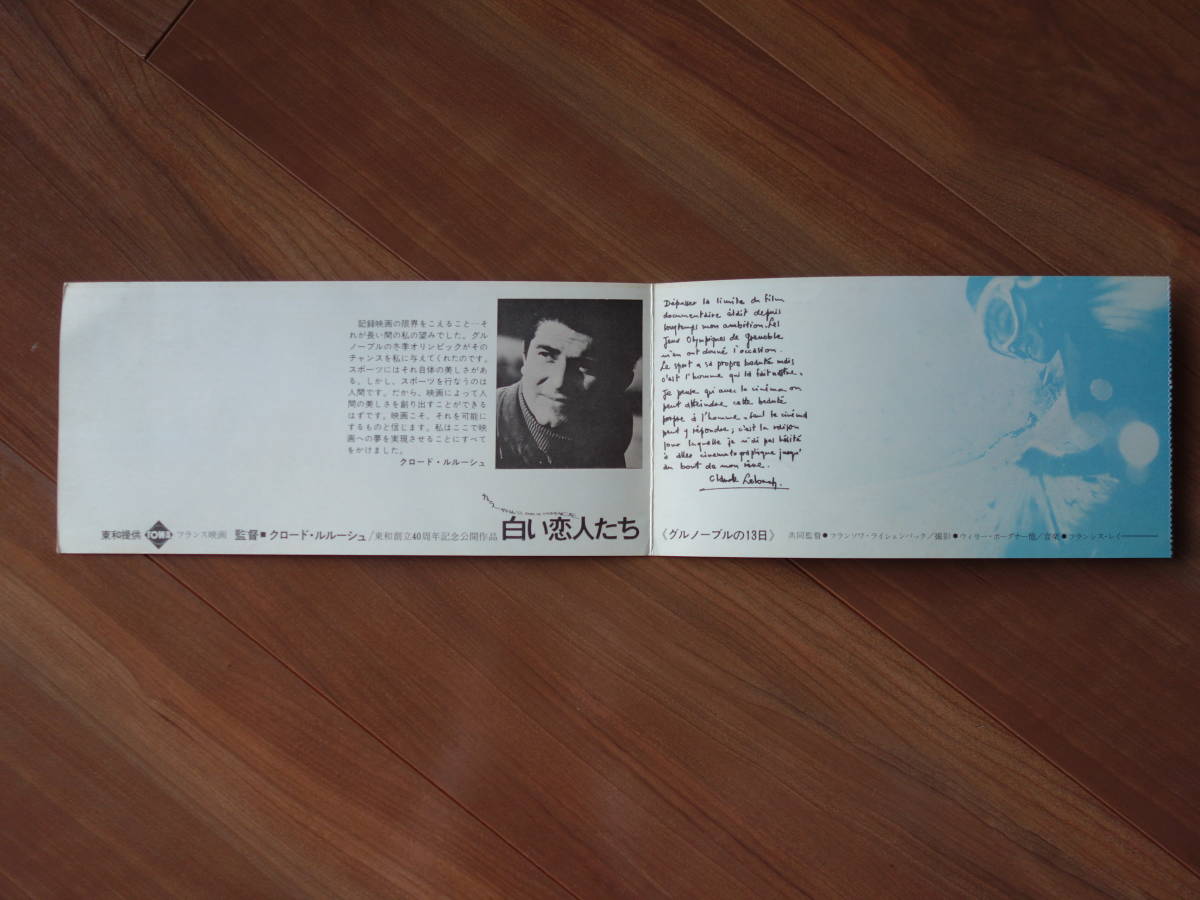 記録映画の限界をこえること…そ
れが長い間の私の望みでした。グル
ノーブルの冬季オリンピックがその
チャンスを私に与えてくれたのです。
スポーツにはそれ自体の美しさがあ
る。しかし、スポーツを行なうのは
人間です。だから、映画によって人
間の美しさを創り出すことができる
はずです。映画こそ、それを可能に
するものと信じます。私はここで映
画への夢を実現させることにすべて
をかけました。
クロード・ルルーシュ
東和提供 TOWA フランス映画 監督■クロード・ルルーシュ/東和創立40周年記念公開作品
白い恋人たち
Dépasser la limite du film
documentaire était depuis
longtemps mon ambition. Les
Jeux Olympiques de Grenoble
m'en ont donné l'occasion.
Le sport a sa propre beauté mais
c'est l'homme qui la fait naître.
Je pense qu'avec le cinéma on
peut atteindre cette beauté
propre à l'homme. Seul le cinéma
peut y répondre; c'est la raison
pour laquelle je n'ai pas hésité
à aller cinématographique jusqu'
au bout de mon rêve.
Claude Lelouch.
《グルノーブルの13日》 共同監督●フランソワ・ライシェンバック/撮影●ウィリー・ボーグナー他/音楽●フランシス・レイ